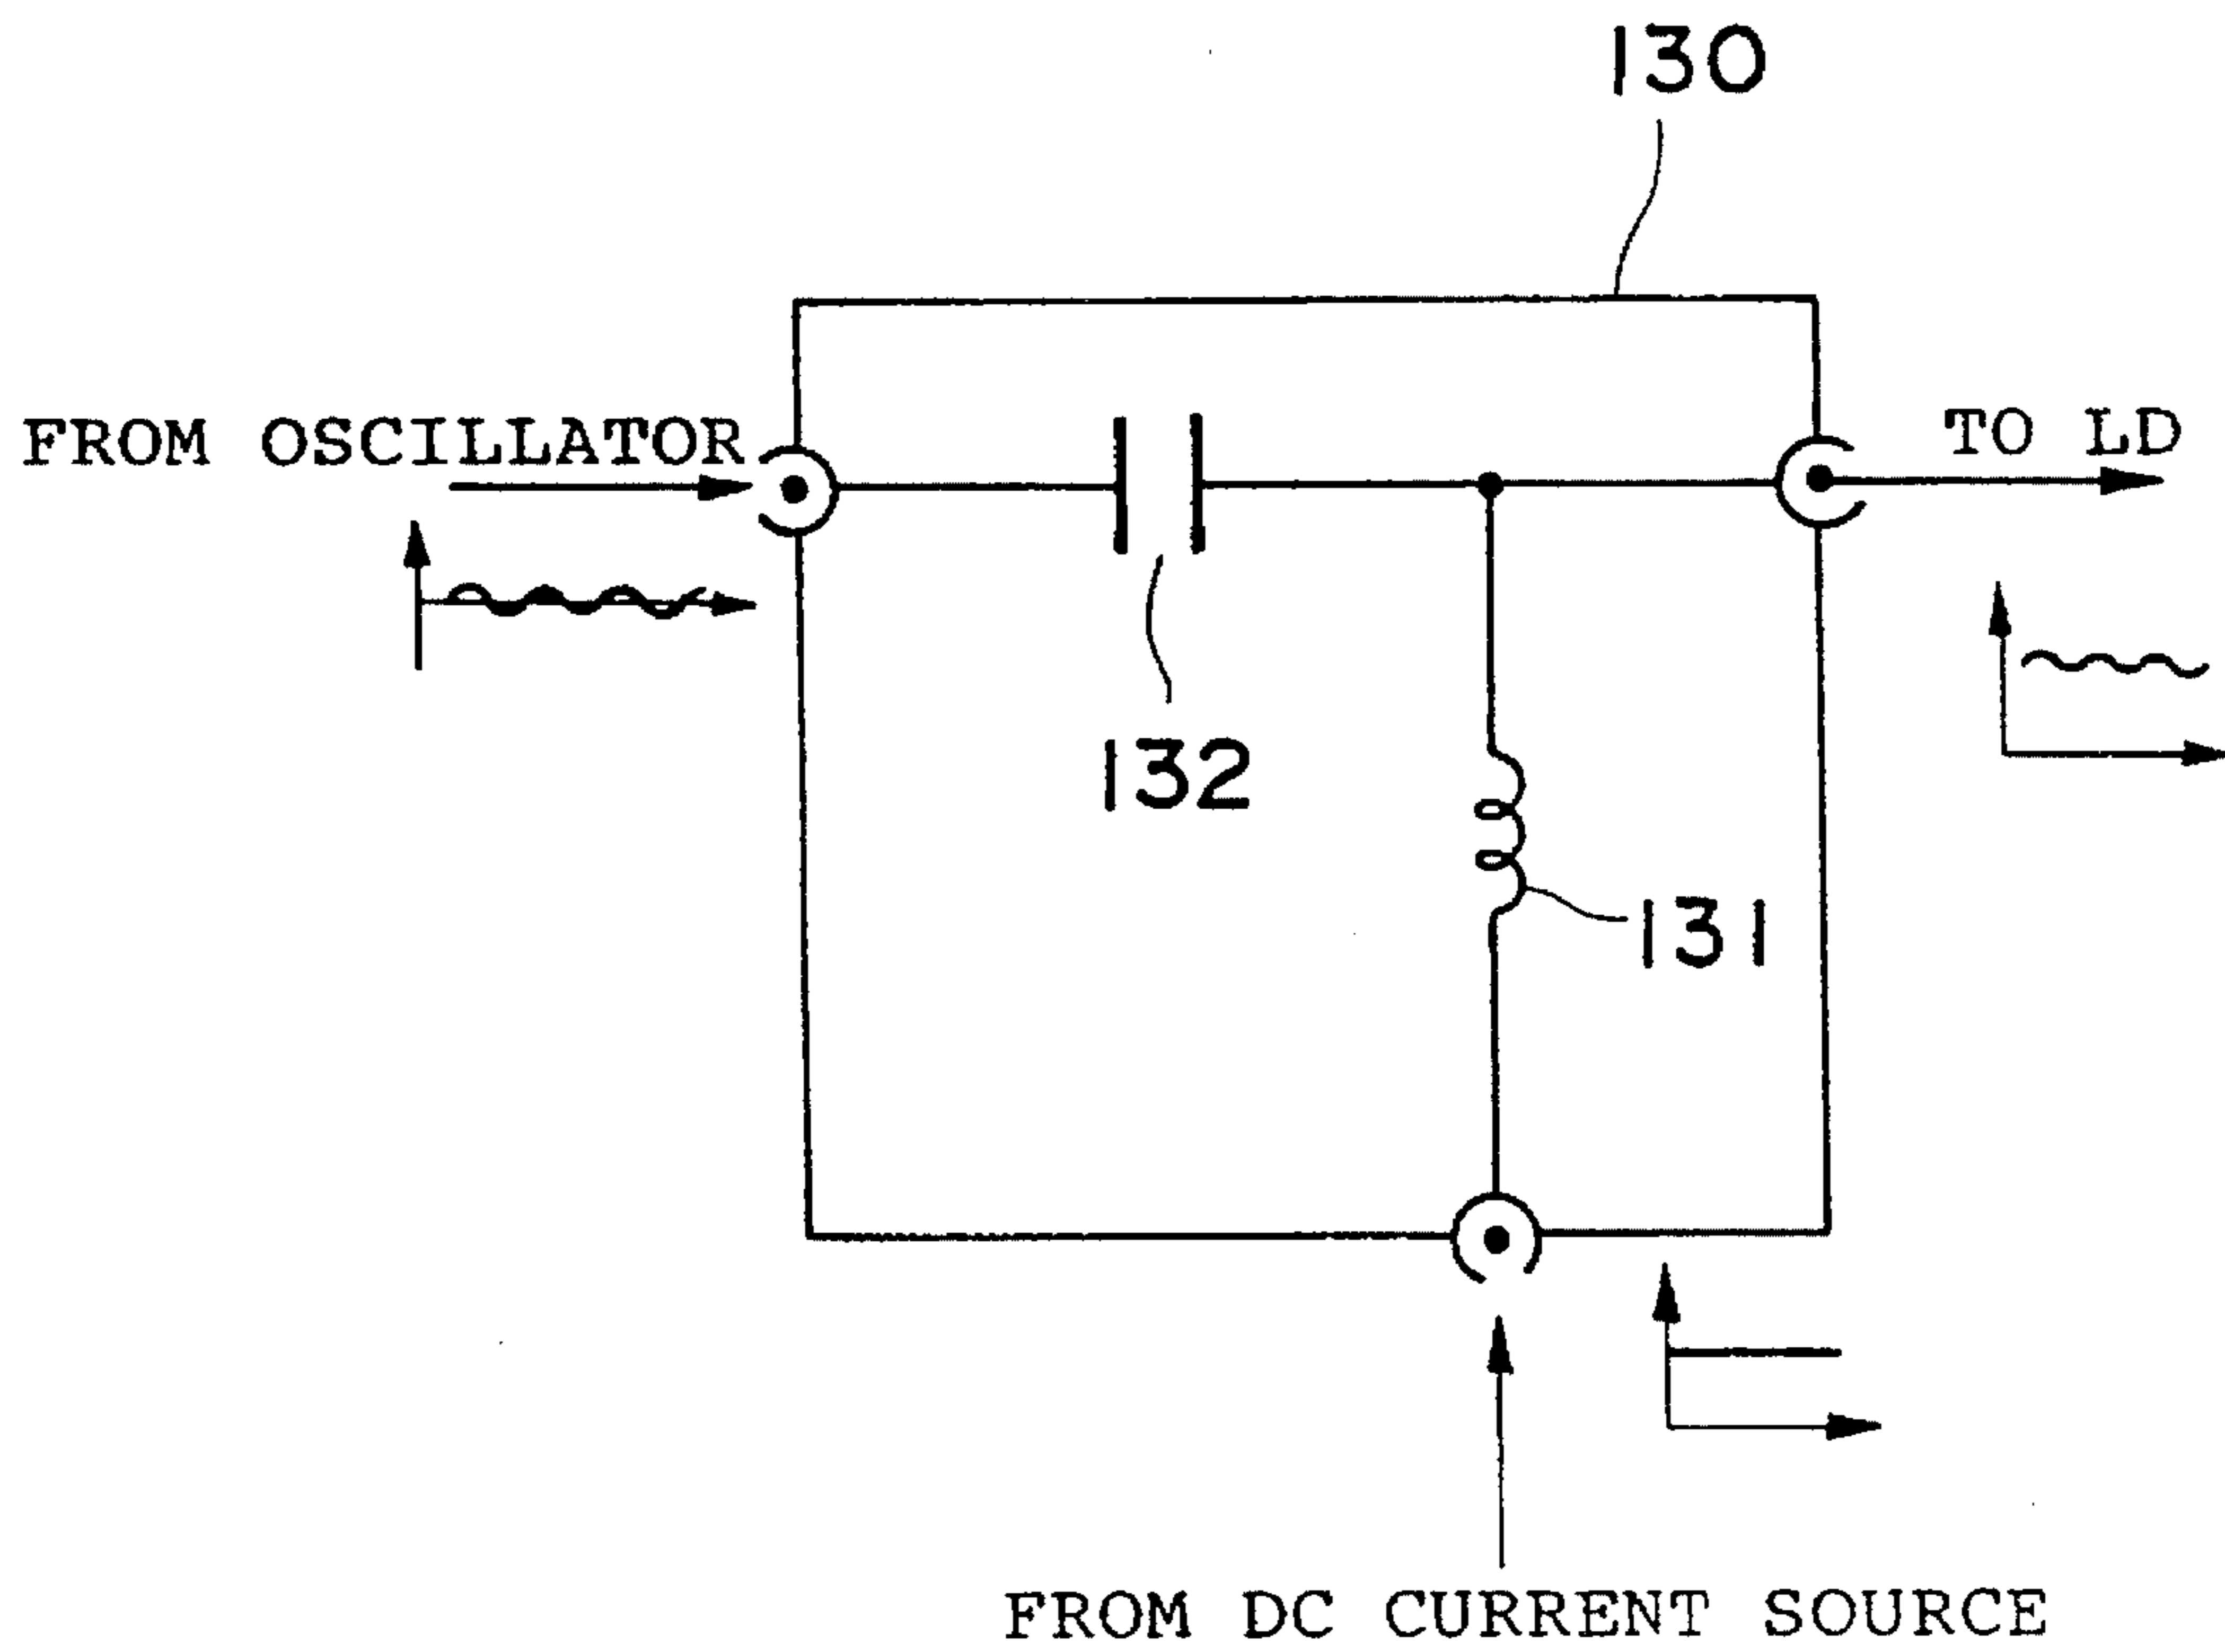 130
FROM OSCILLATOR
TO LD
132
131
FROM DC CURRENT SOURCE